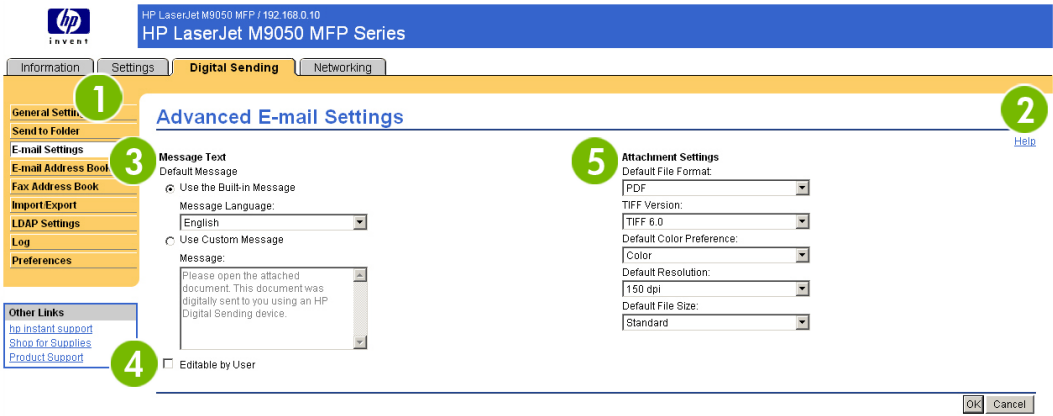 hp
invent
HP LaserJet M9050 MFP / 192.168.0.10
HP LaserJet M9050 MFP Series
Information
Settings
Digital Sending
Networking
1
General
Send to Folder
E-mail Settings
E-mail Address Book
Fax Address Book
Import/Export
LDAP Settings
Log
Preferences
Other Links
hp instant support
Shop for Supplies
Product Support
Advanced E-mail Settings
2
Help
3
Message Text
Default Message
Use the Built-in Message
Message Language:
English
Use Custom Message
Message:
Please open the attached
document. This document was
digitally sent to you using an HP
Digital Sending device.
4
Editable by User
5
Attachment Settings
Default File Format:
PDF
TIFF Version:
TIFF 6.0
Default Color Preference:
Color
Default Resolution:
150 dpi
Default File Size:
Standard
OK
Cancel